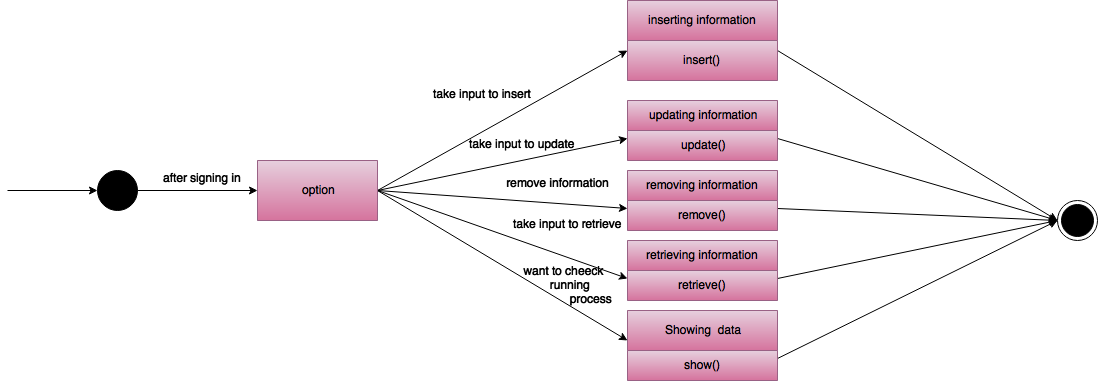 after signing in
option
take input to insert
take input to update
remove information
take input to retrieve
want to cheeck
running
process
inserting information
insert()
updating information
update()
removing information
remove()
retrieving information
retrieve()
Showing data
show()